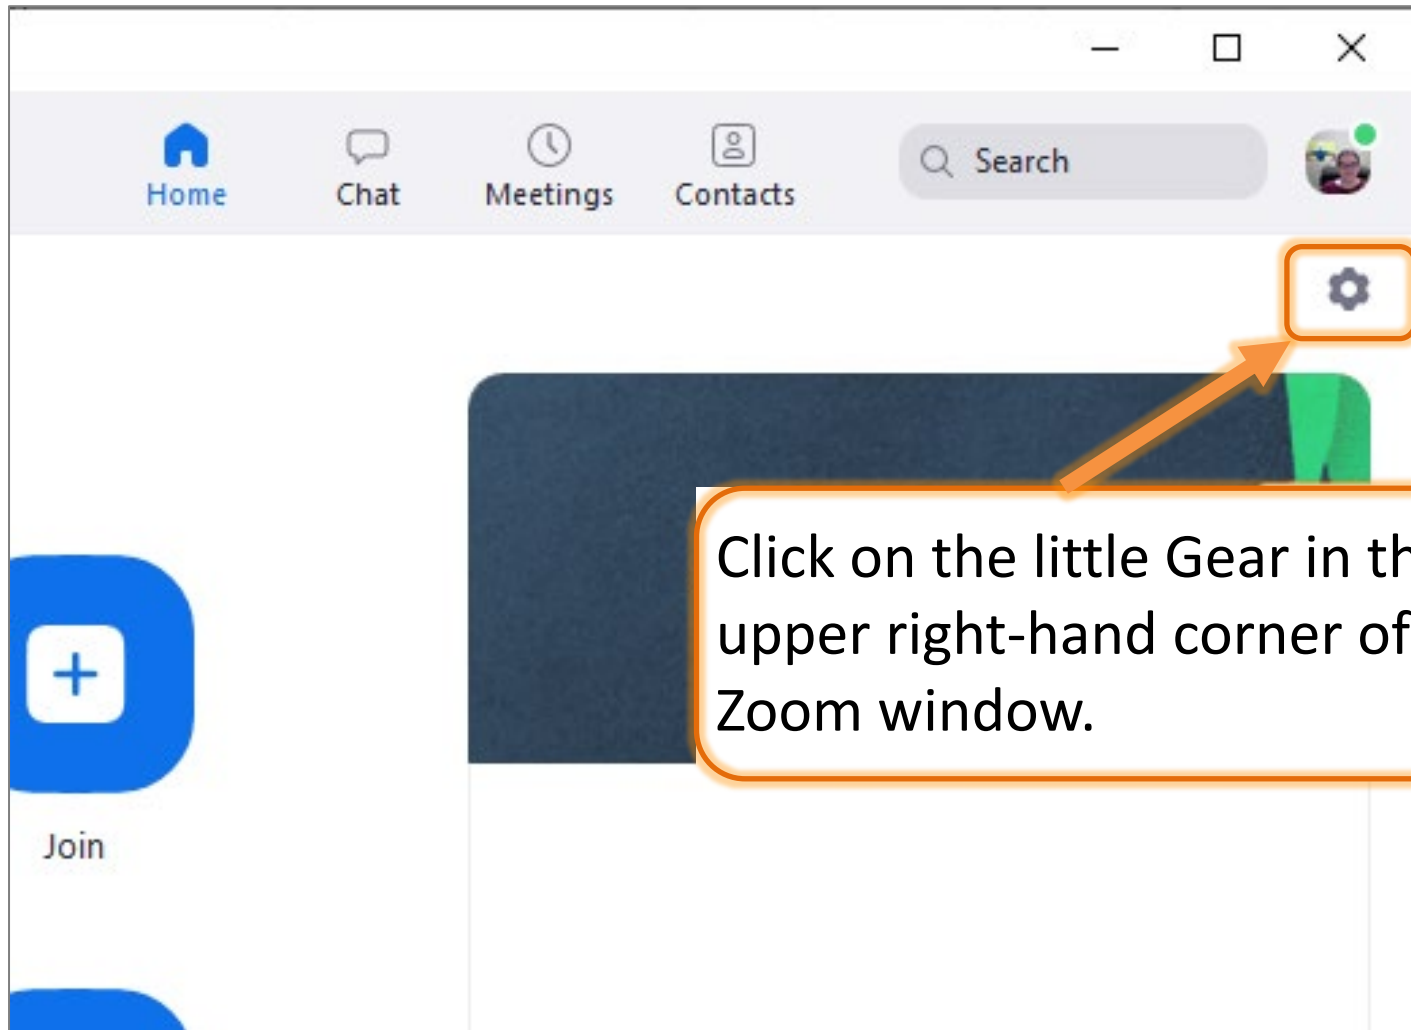 Home Chat Meetings Contacts Search
Click on the little Gear in th
upper right-hand corner of
Zoom window.
Join